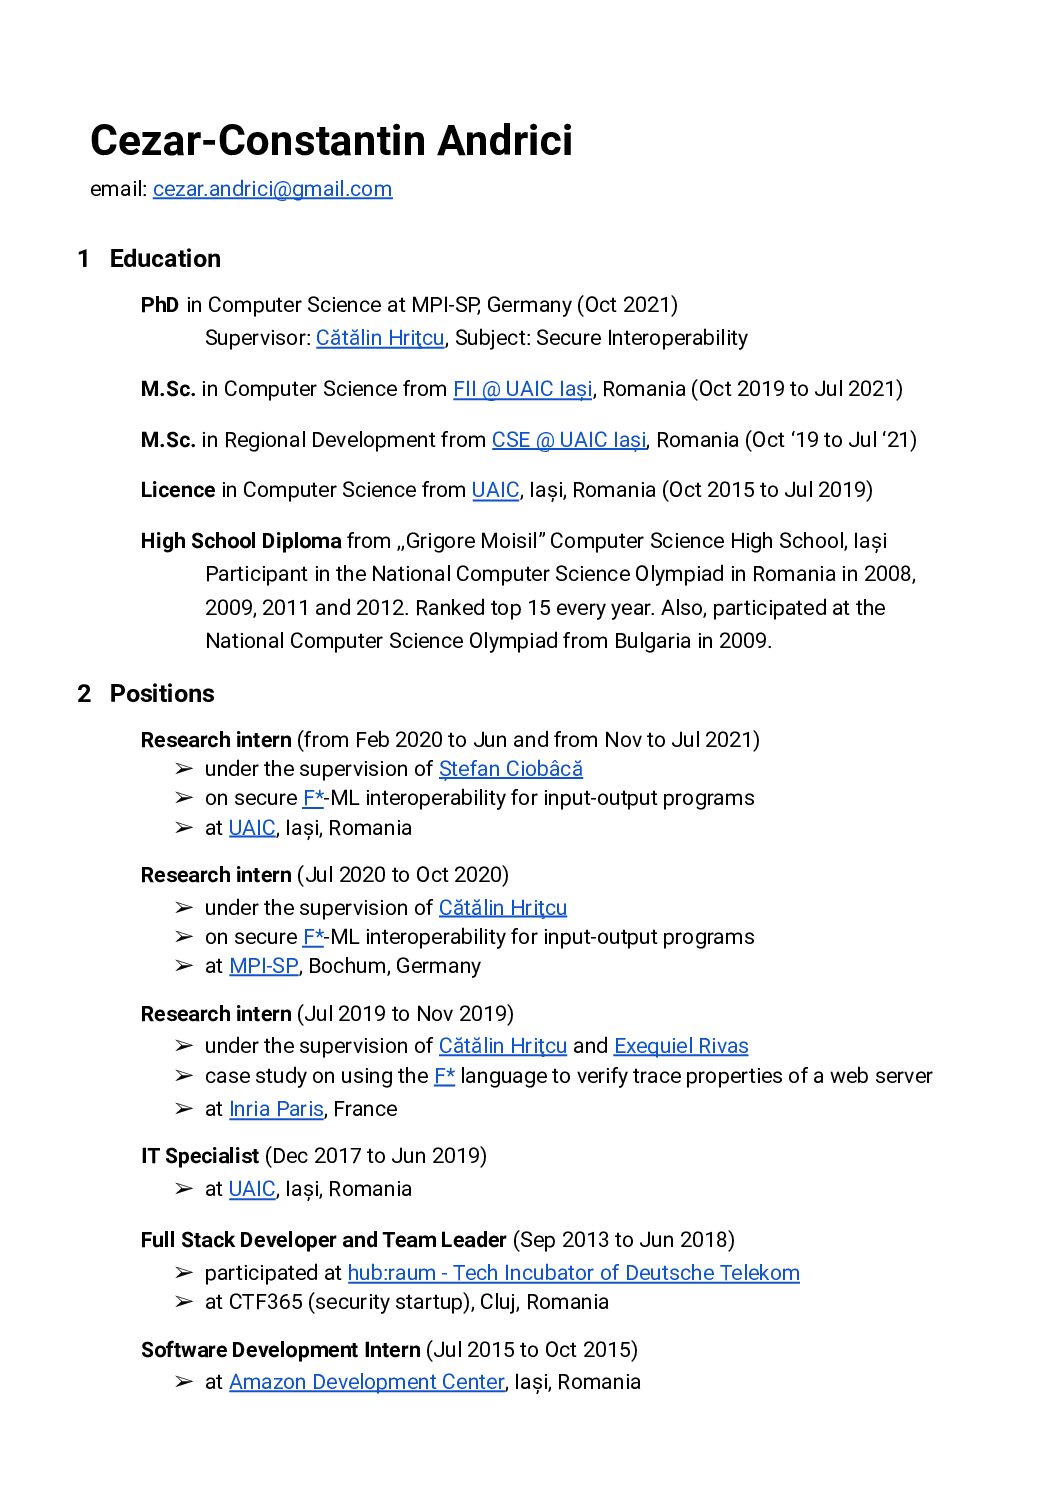 Cezar-Constantin Andrici
email: cezar.andrici@gmail.com
1 Education
PhD in Computer Science at MPI-SP, Germany (Oct 2021)
Supervisor: Cătălin Hriţcu, Subject: Secure Interoperability
M.Sc. in Computer Science from FII @ UAIC Iași, Romania (Oct 2019 to Jul 2021)
M.Sc. in Regional Development from CSE @ UAIC Iași, Romania (Oct ‘19 to Jul ‘21)
Licence in Computer Science from UAIC, Iași, Romania (Oct 2015 to Jul 2019)
High School Diploma from „Grigore Moisil” Computer Science High School, Iași
Participant in the National Computer Science Olympiad in Romania in 2008,
2009, 2011 and 2012. Ranked top 15 every year. Also, participated at the
National Computer Science Olympiad from Bulgaria in 2009.
2 Positions
Research intern (from Feb 2020 to Jun and from Nov to Jul 2021)
➢ under the supervision of Ștefan Ciobâcă
➢ on secure F*-ML interoperability for input-output programs
➢ at UAIC, Iași, Romania
Research intern (Jul 2020 to Oct 2020)
➢ under the supervision of Cătălin Hriţcu
➢ on secure F*-ML interoperability for input-output programs
➢ at MPI-SP, Bochum, Germany
Research intern (Jul 2019 to Nov 2019)
➢ under the supervision of Cătălin Hriţcu and Exequiel Rivas
➢ case study on using the F* language to verify trace properties of a web server
➢ at Inria Paris, France
IT Specialist (Dec 2017 to Jun 2019)
➢ at UAIC, Iași, Romania
Full Stack Developer and Team Leader (Sep 2013 to Jun 2018)
➢ participated at hub:raum - Tech Incubator of Deutsche Telekom
➢ at CTF365 (security startup), Cluj, Romania
Software Development Intern (Jul 2015 to Oct 2015)
➢ at Amazon Development Center, Iași, Romania